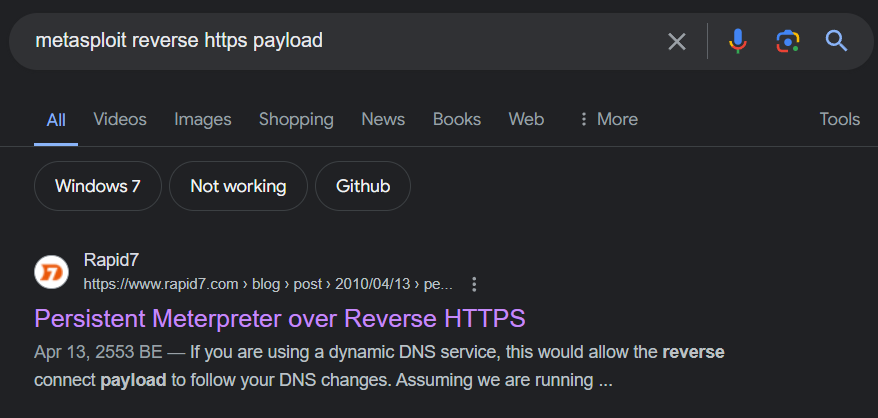 metasploit reverse https payload
All Videos Images Shopping News Books Web More Tools
Windows 7 Not working Github
Rapid7
https://www.rapid7.com › blog › post › 2010/04/13 › pe...
Persistent Meterpreter over Reverse HTTPS
Apr 13, 2553 BE — If you are using a dynamic DNS service, this would allow the reverse
connect payload to follow your DNS changes. Assuming we are running ...